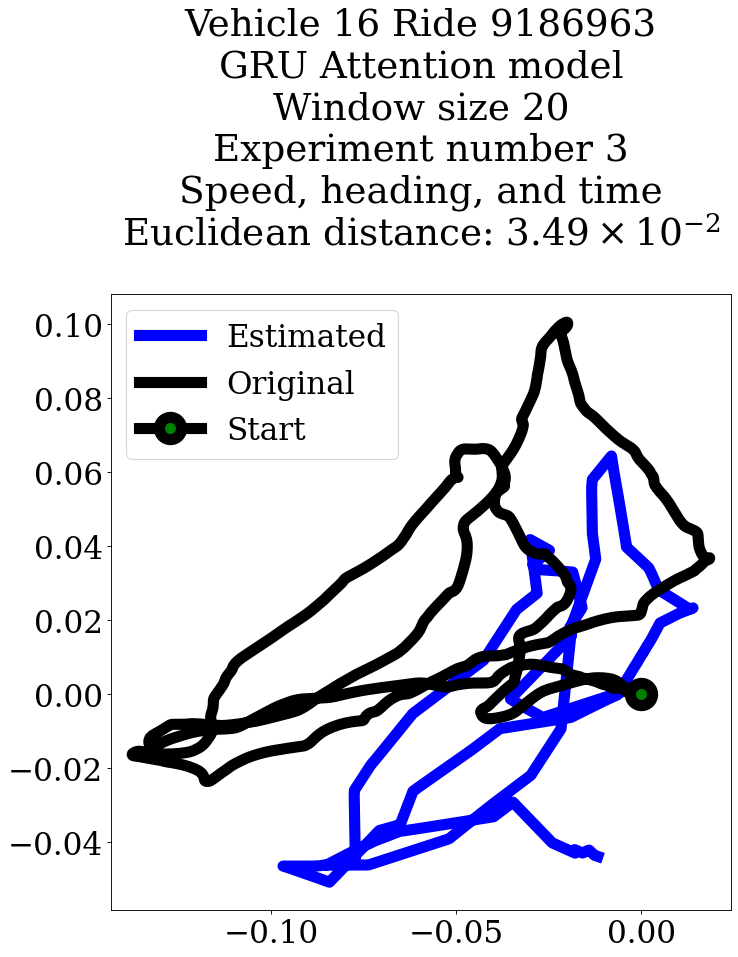 Vehicle 16 Ride 9186963
GRU Attention model
Window size 20
Experiment number 3
Speed, heading, and time
Euclidean distance: 3.49 × 10⁻²
Estimated
Original
Start
0.10
0.08
0.06
0.04
0.02
0.00
−0.02
−0.04
−0.10 −0.05 0.00